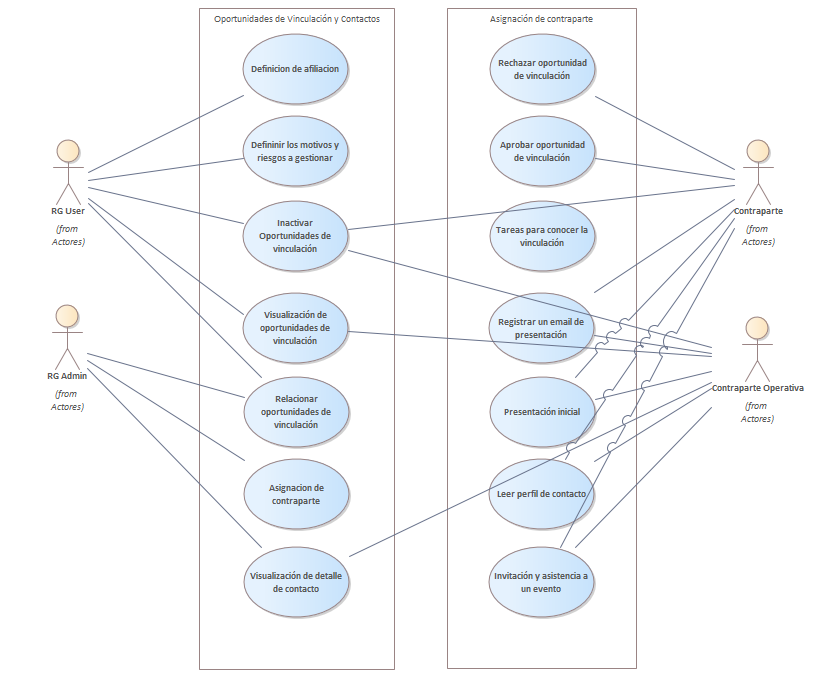 Oportunidades de Vinculación y Contactos
Definicion de afiliacion
Defininir los motivos y
riesgos a gestionar
Inactivar
Oportunidades de
vinculación
Visualización de
oportunidades de
vinculación
Relacionar
oportunidades de
vinculación
Asignacion de
contraparte
Visualización de detalle
de contacto
Asignación de contraparte
Rechazar oportunidad
de vinculación
Aprobar oportunidad
de vinculación
Tareas para conocer la
vinculación
Registrar un email de
presentación
Presentación inicial
Leer perfil de contacto
Invitación y asistencia a
un evento
RG User
(from
Actores)
RG Admin
(from
Actores)
Contraparte
(from
Actores)
Contraparte Operativa
(from
Actores)